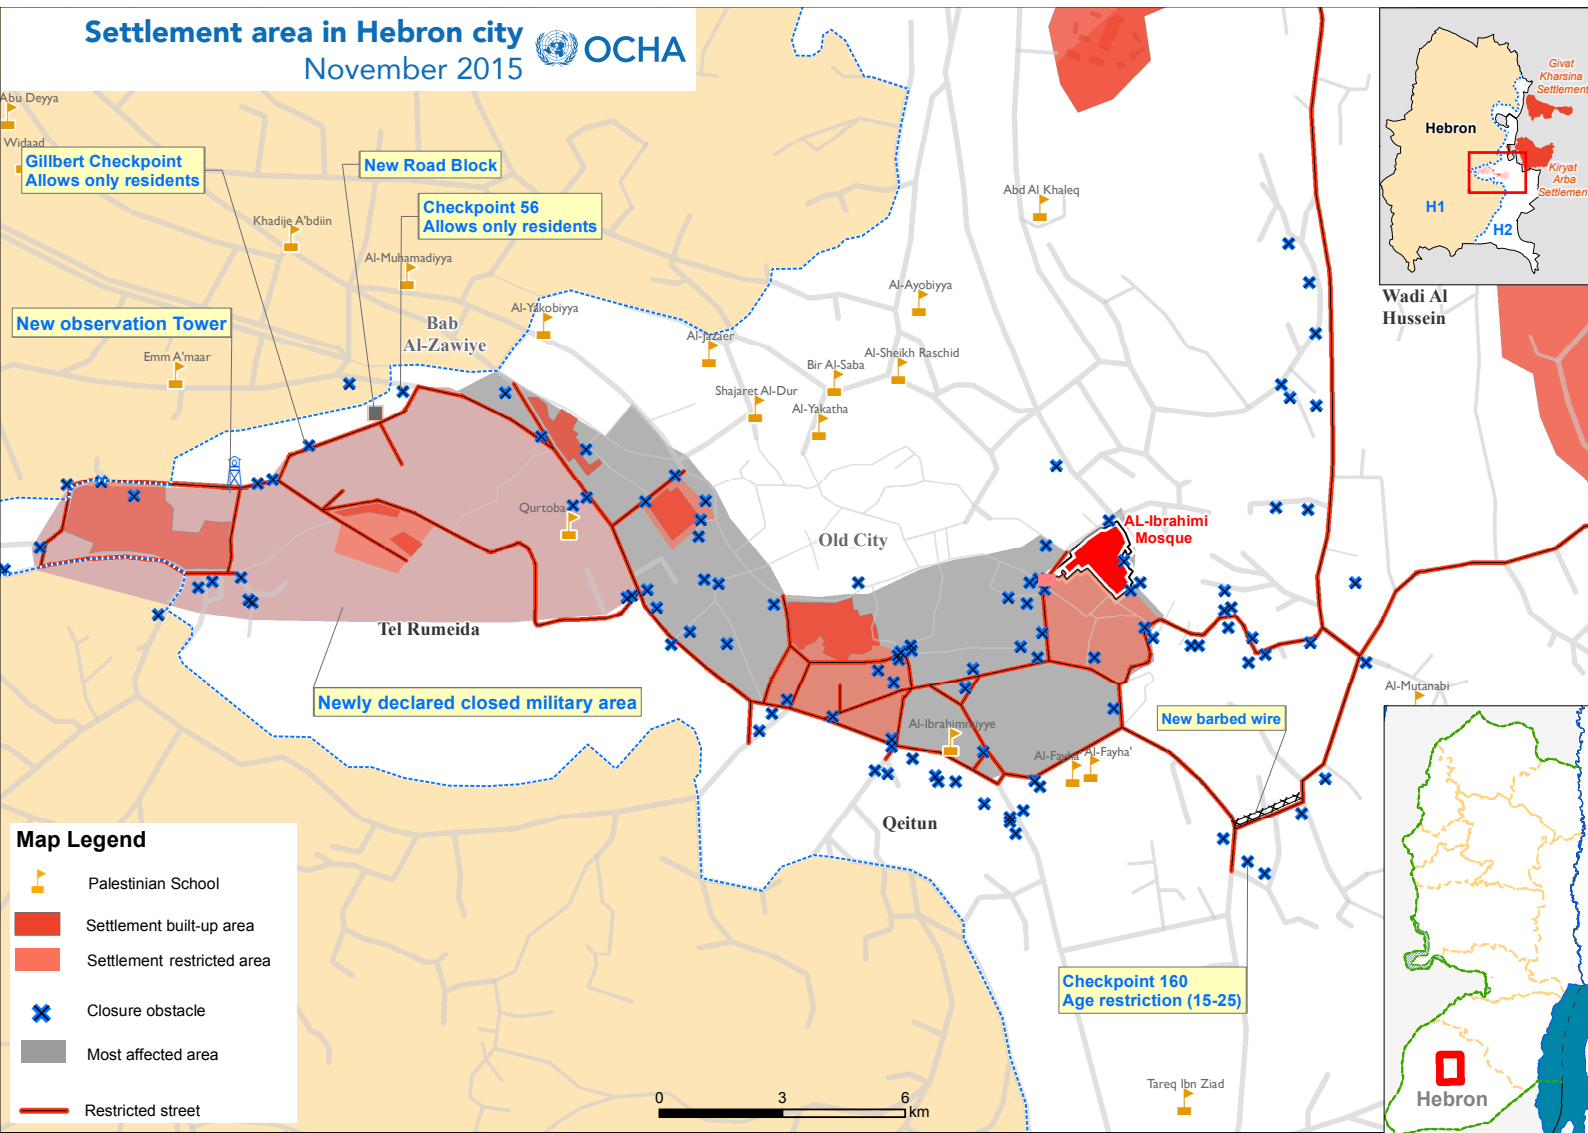 Settlement area in Hebron city
November 2015
OCHA
Abu Deyya
Widaad
Gillbert Checkpoint
Allows only residents
New Road Block
Checkpoint 56
Allows only residents
Khadije A'bdiin
Al-Muhamadiyya
New observation Tower
Emm A'maar
Bab
Al-Zawiye
Al-Yakobiyya
Al-Jazaer
Al-Ayobiyya
Abd Al Khaleq
Bir Al-Saba
Al-Sheikh Raschid
Shajaret Al-Dur
Al-Yakatha
Qurtoba
Old City
AL-Ibrahimi
Mosque
Tel Rumeida
Newly declared closed military area
Al-Ibrahimmiyye
Al-Fayha'
Al-Fayha'
Qeitun
New barbed wire
Al-Mutanabi
Checkpoint 160
Age restriction (15-25)
Tareq Ibn Ziad
Wadi Al
Hussein
Givat
Kharsina
Settlement
Hebron
Kiryat
Arba
Settlement
H1
H2
Hebron
Map Legend
Palestinian School
Settlement built-up area
Settlement restricted area
Closure obstacle
Most affected area
Restricted street
0 3 6
km